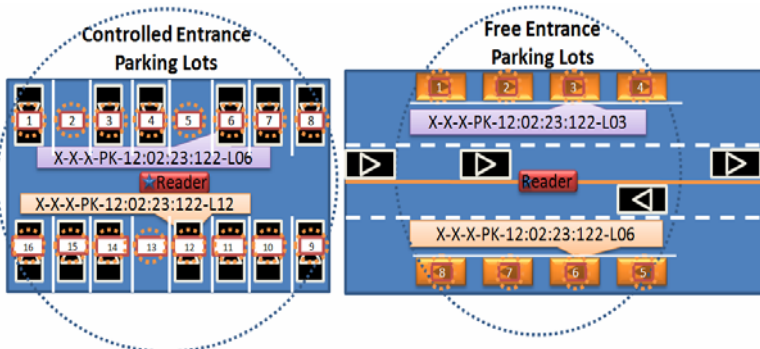 Controlled Entrance
Parking Lots
1 2 3 4 5 6 7 8
X-X-X-PK-12:02:23:122-L06
Reader
X-X-X-PK-12:02:23:122-L12
16 15 14 13 12 11 10 9
Free Entrance
Parking Lots
1 2 3 4
X-X-X-PK-12:02:23:122-L03
Reader
X-X-X-PK-12:02:23:122-L06
8 7 6 5